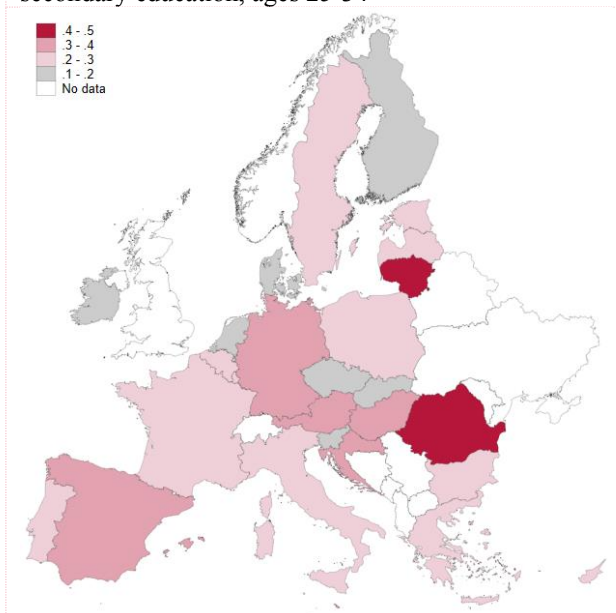 secondary education, ages 25-34
.4 - .5
.3 - .4
.2 - .3
.1 - .2
No data